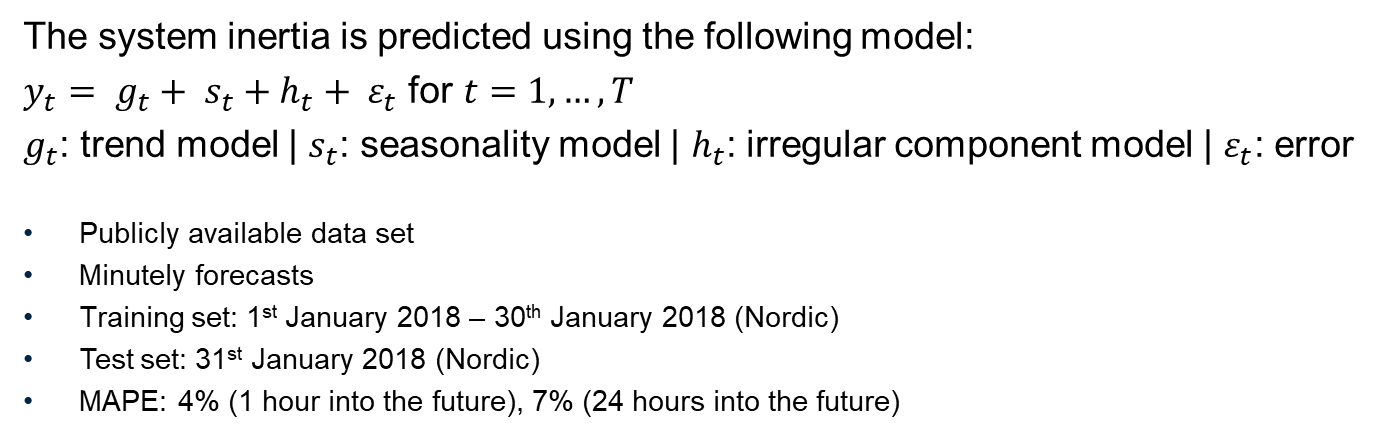 The system inertia is predicted using the following model:
yₜ = gₜ + sₜ + hₜ + εₜ for t = 1, …, T
gₜ: trend model | sₜ: seasonality model | hₜ: irregular component model | εₜ: error
• Publicly available data set
• Minutely forecasts
• Training set: 1st January 2018 – 30th January 2018 (Nordic)
• Test set: 31st January 2018 (Nordic)
• MAPE: 4% (1 hour into the future), 7% (24 hours into the future)